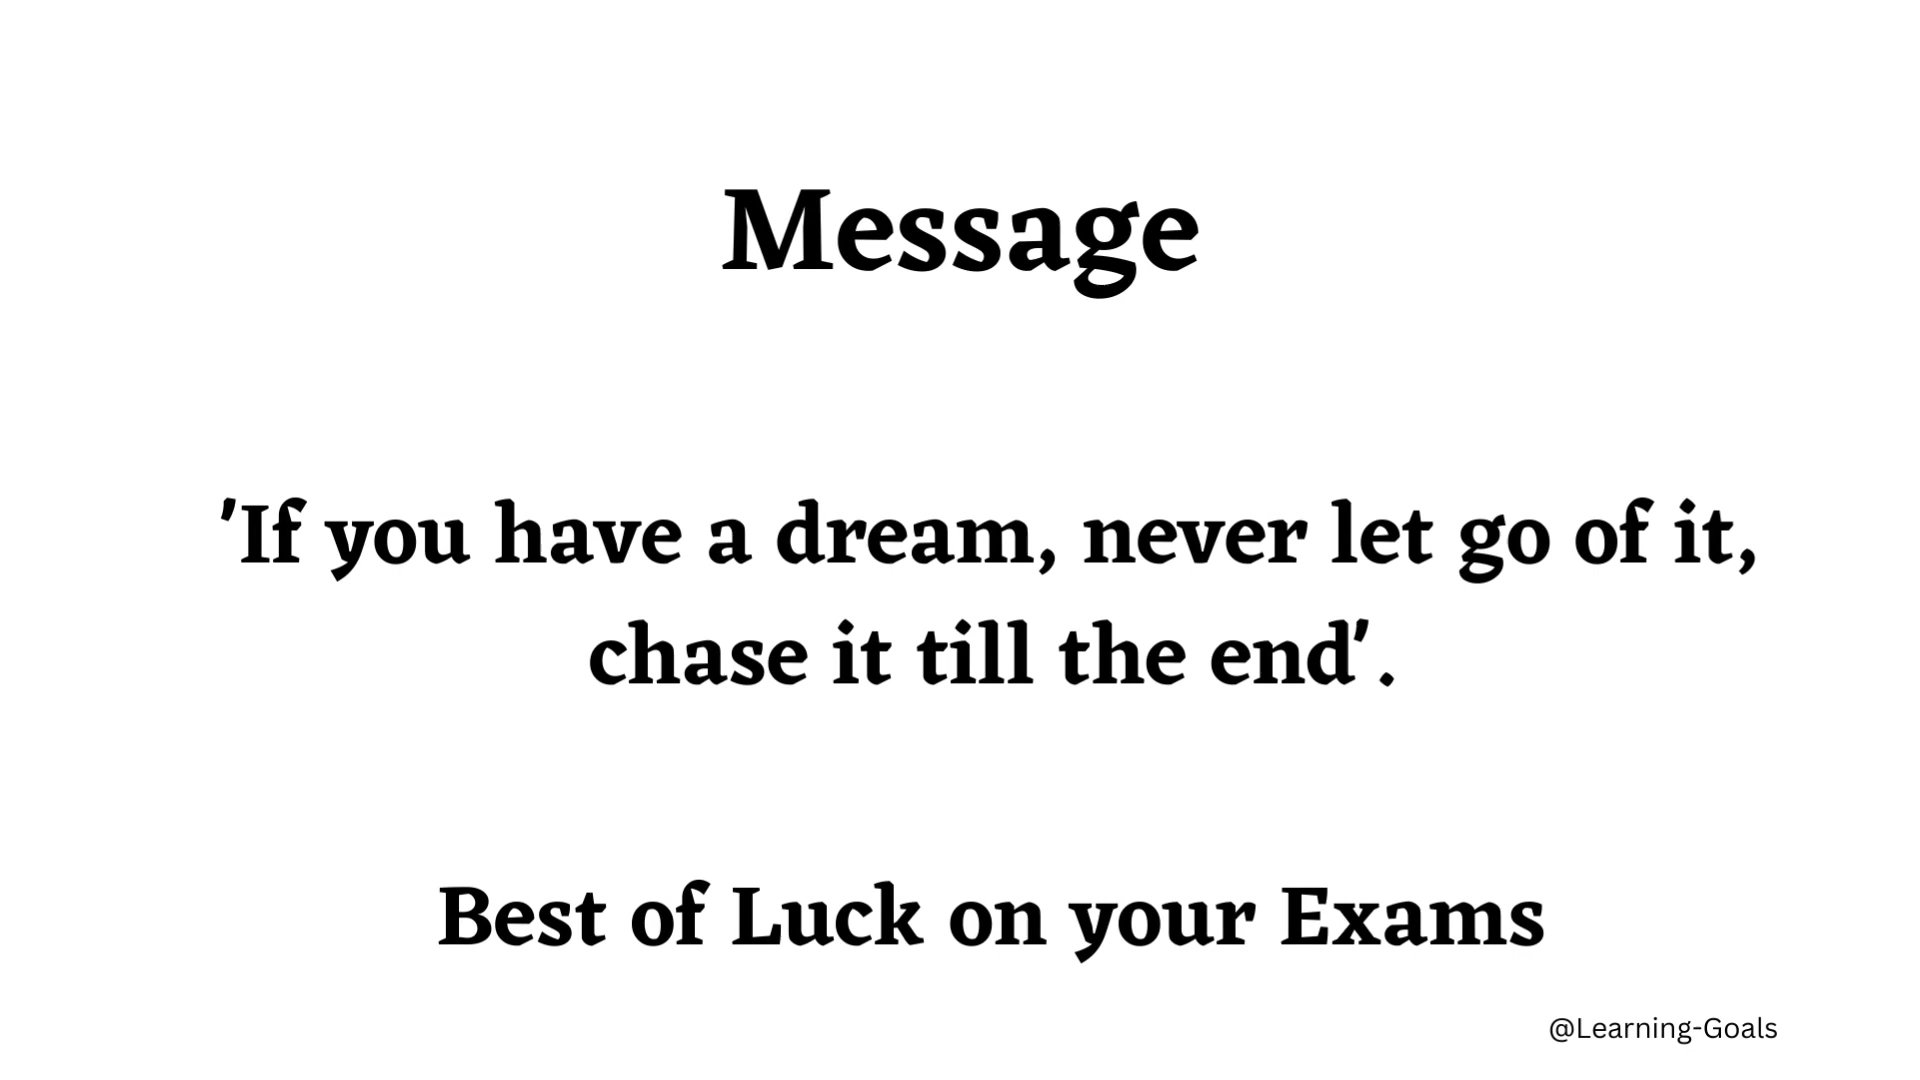 Message
'If you have a dream, never let go of it,
chase it till the end'.
Best of Luck on your Exams
@Learning-Goals